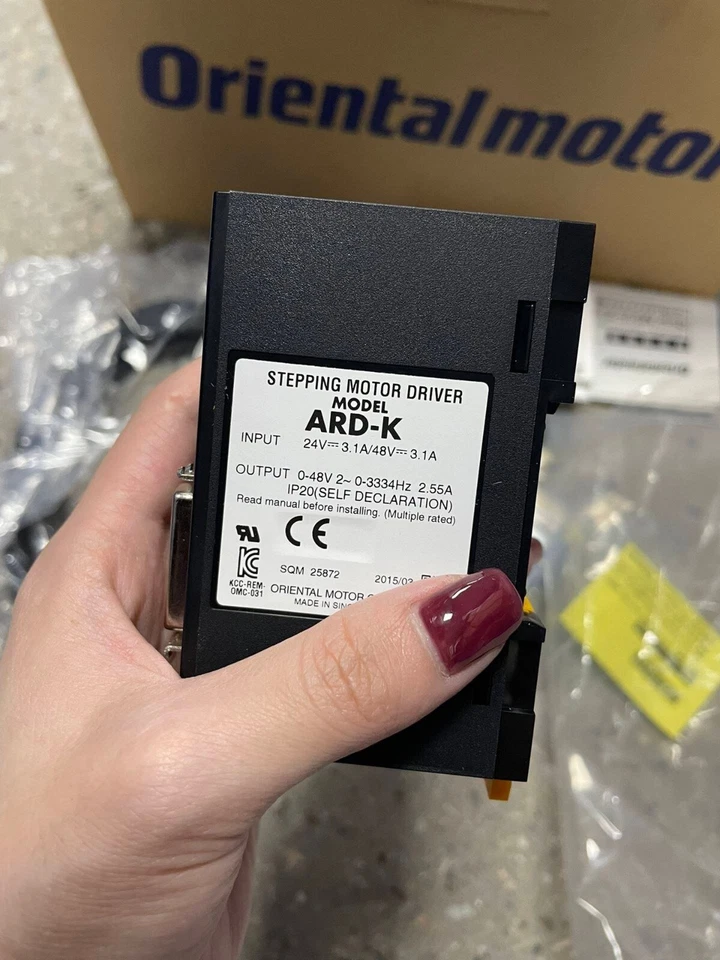 Orientalmotor
STEPPING MOTOR DRIVER
MODEL
ARD-K
INPUT 24V⎓ 3.1A/48V⎓ 3.1A
OUTPUT 0-48V 2~ 0-3334Hz 2.55A
IP20(SELF DECLARATION)
Read manual before installing. (Multiple rated)
CE
SQM 25872 2015/03
KCC-REM-
OMC-031
ORIENTAL MOTOR
MADE IN